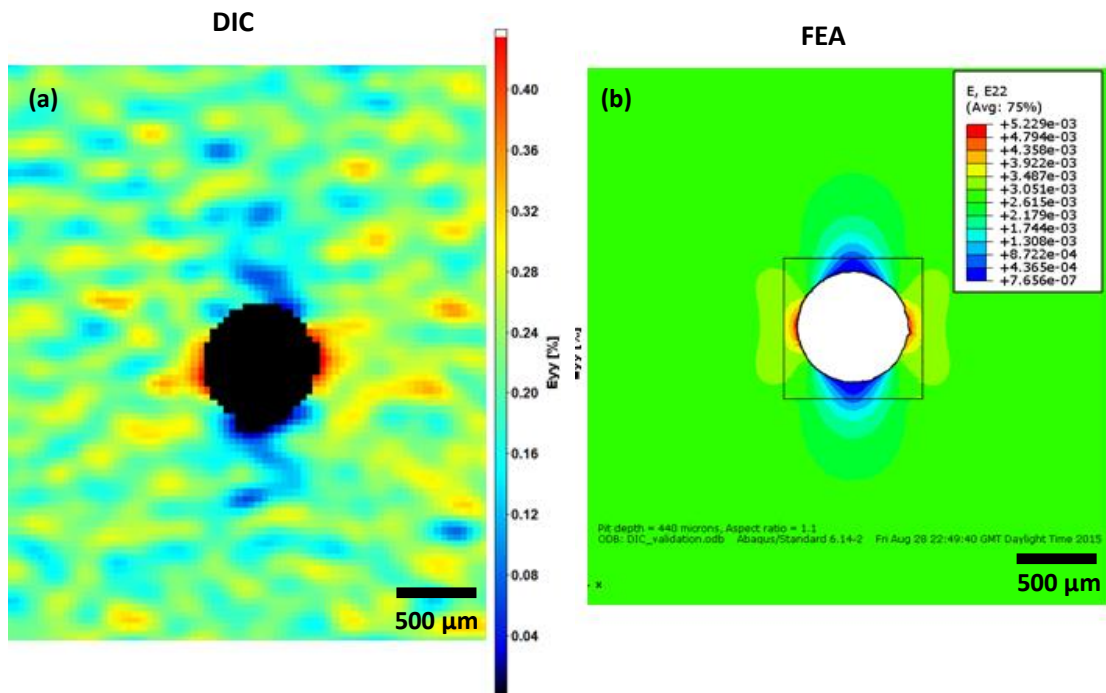 DIC
FEA
(a)
0.40
0.36
0.32
0.28
0.24
0.20
0.16
0.12
0.08
0.04
Eyy [%]
500 μm
(b)
E, E22
(Avg: 75%)
+5.229e-03
+4.794e-03
+4.358e-03
+3.922e-03
+3.487e-03
+3.051e-03
+2.615e-03
+2.179e-03
+1.744e-03
+1.308e-03
+8.722e-04
+4.365e-04
+7.656e-07
Pit depth = 440 microns, Aspect ratio = 1.1
ODB: DIC_validation.odb Abaqus/Standard 6.14-2 Fri Aug 28 22:49:40 GMT Daylight Time 2015
x
500 μm